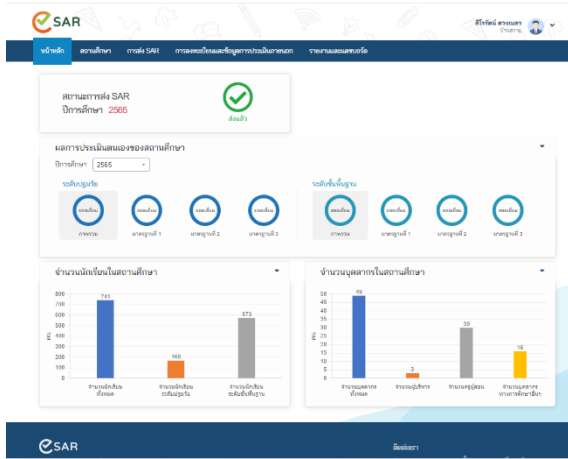 SAR
ศิโรรัตน์ ดวงเนตร
หน้าหลัก สถานศึกษา การส่ง SAR การลงทะเบียนและข้อมูลการประเมินภายนอก รายงานและแดชบอร์ด
สถานะการส่ง SAR
ปีการศึกษา 2565
ส่งแล้ว
ผลการประเมินตนเองของสถานศึกษา
ปีการศึกษา 2565
ระดับปฐมวัย
ยอดเยี่ยม ยอดเยี่ยม ยอดเยี่ยม ยอดเยี่ยม
ภาพรวม มาตรฐานที่ 1 มาตรฐานที่ 2 มาตรฐานที่ 3
ระดับขั้นพื้นฐาน
ยอดเยี่ยม ยอดเยี่ยม ยอดเยี่ยม ยอดเยี่ยม
ภาพรวม มาตรฐานที่ 1 มาตรฐานที่ 2 มาตรฐานที่ 3
จำนวนนักเรียนในสถานศึกษา
800
700
600
500
400
300
200
100
0
คน
741
168
573
จำนวนนักเรียน จำนวนนักเรียน จำนวนนักเรียน
ทั้งหมด ระดับปฐมวัย ระดับขั้นพื้นฐาน
จำนวนบุคลากรในสถานศึกษา
50
45
40
35
30
25
20
15
10
5
0
คน
49
3
30
16
จำนวนบุคลากร จำนวนผู้บริหาร จำนวนครูผู้สอน จำนวนบุคลากร
ทั้งหมด ทางการศึกษาอื่นๆ
SAR
ติดต่อเรา